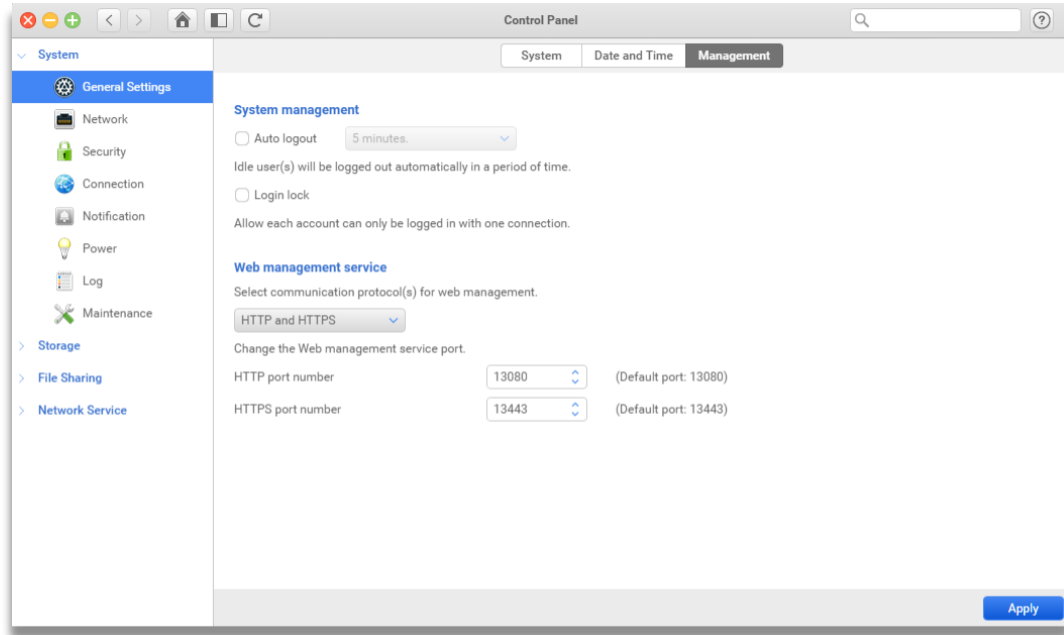 Control Panel
System
General Settings
Network
Security
Connection
Notification
Power
Log
Maintenance
Storage
File Sharing
Network Service
System Date and Time Management
System management
Auto logout 5 minutes.
Idle user(s) will be logged out automatically in a period of time.
Login lock
Allow each account can only be logged in with one connection.
Web management service
Select communication protocol(s) for web management.
HTTP and HTTPS
Change the Web management service port.
HTTP port number 13080 (Default port: 13080)
HTTPS port number 13443 (Default port: 13443)
Apply